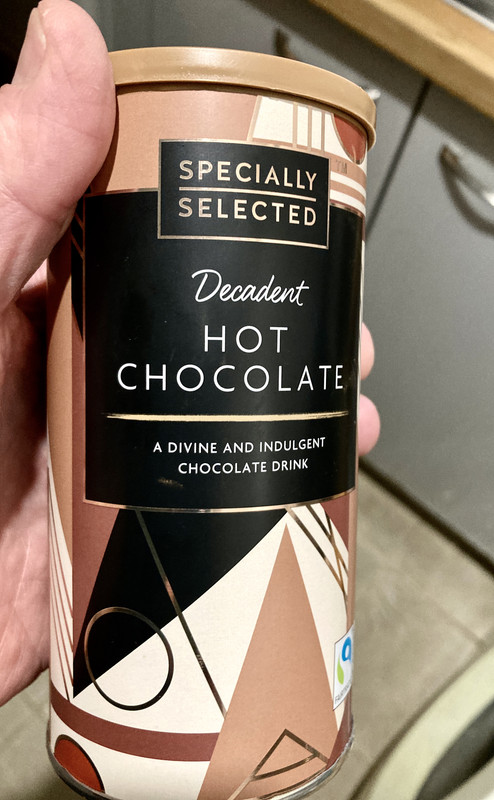 SPECIALLY
SELECTED
Decadent
HOT
CHOCOLATE
A DIVINE AND INDULGENT
CHOCOLATE DRINK